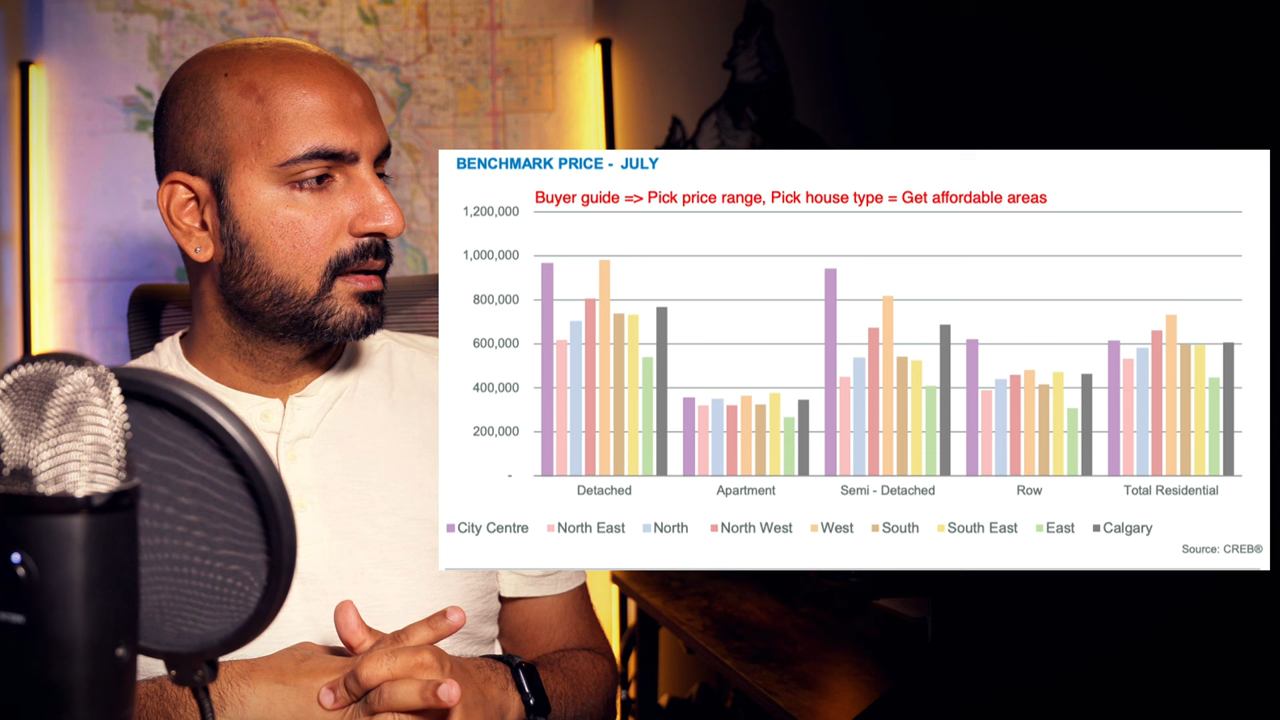 BENCHMARK PRICE - JULY
Buyer guide => Pick price range, Pick house type = Get affordable areas
1,200,000
1,000,000
800,000
600,000
400,000
200,000
-
Detached Apartment Semi - Detached Row Total Residential
City Centre North East North North West West South South East East Calgary
Source: CREB®